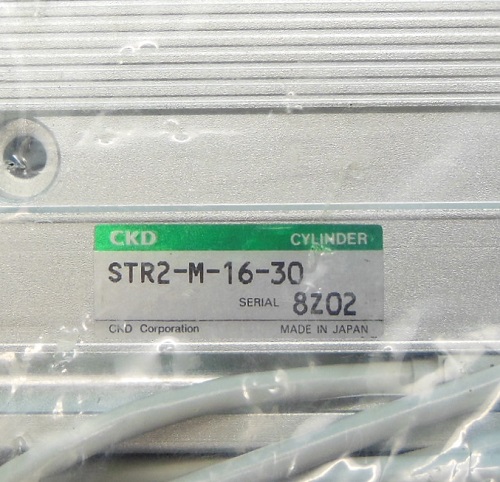 CKD CYLINDER
STR2-M-16-30
SERIAL 8Z02
CKD Corporation MADE IN JAPAN